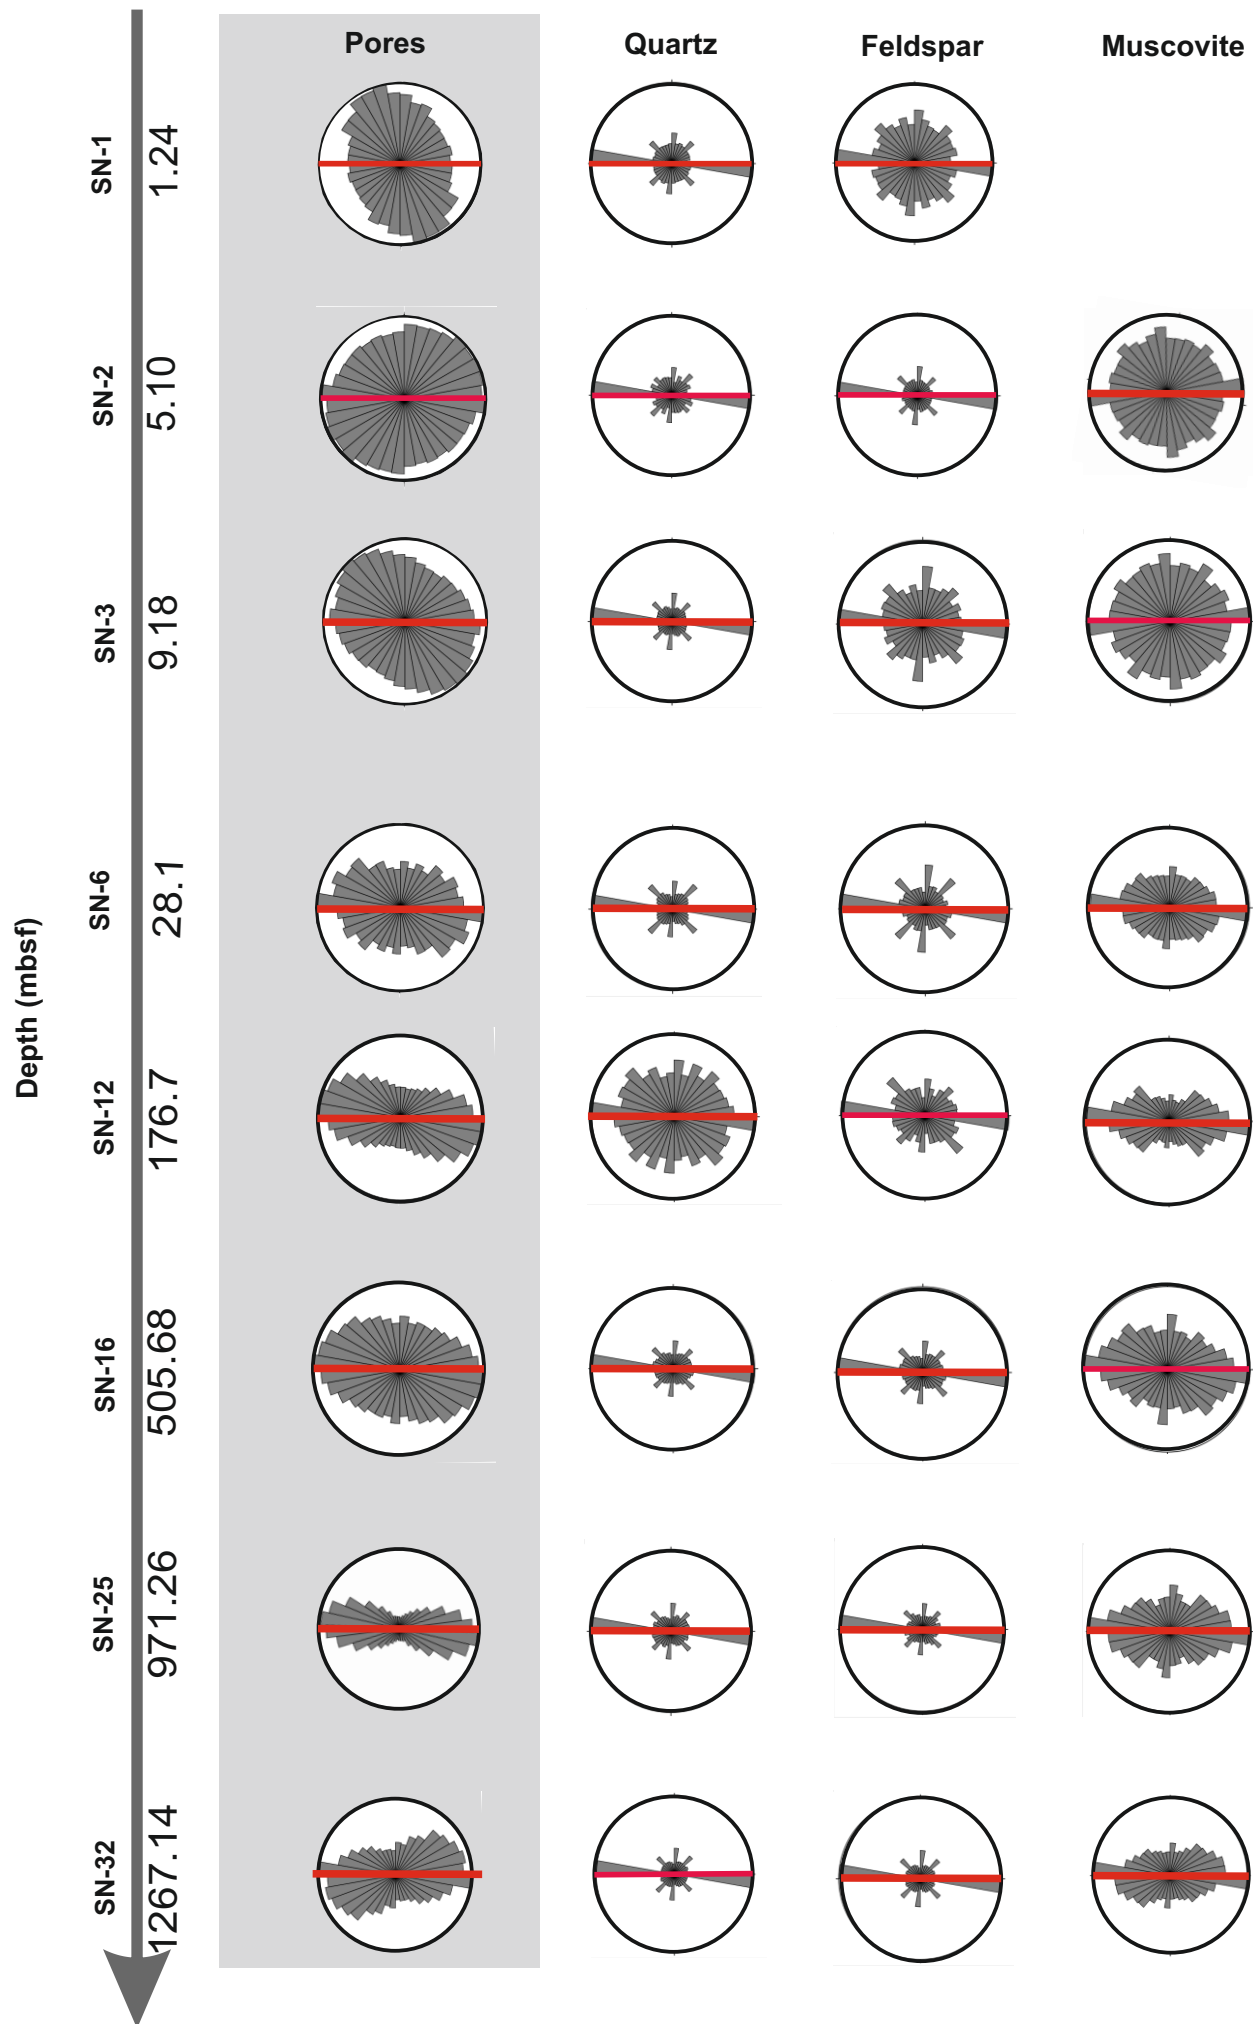 Pores Quartz Feldspar Muscovite
SN-1 1.24
SN-2 5.10
SN-3 9.18
SN-6 28.1
Depth (mbsf)
SN-12 176.7
SN-16 505.68
SN-25 971.26
SN-32 1267.14